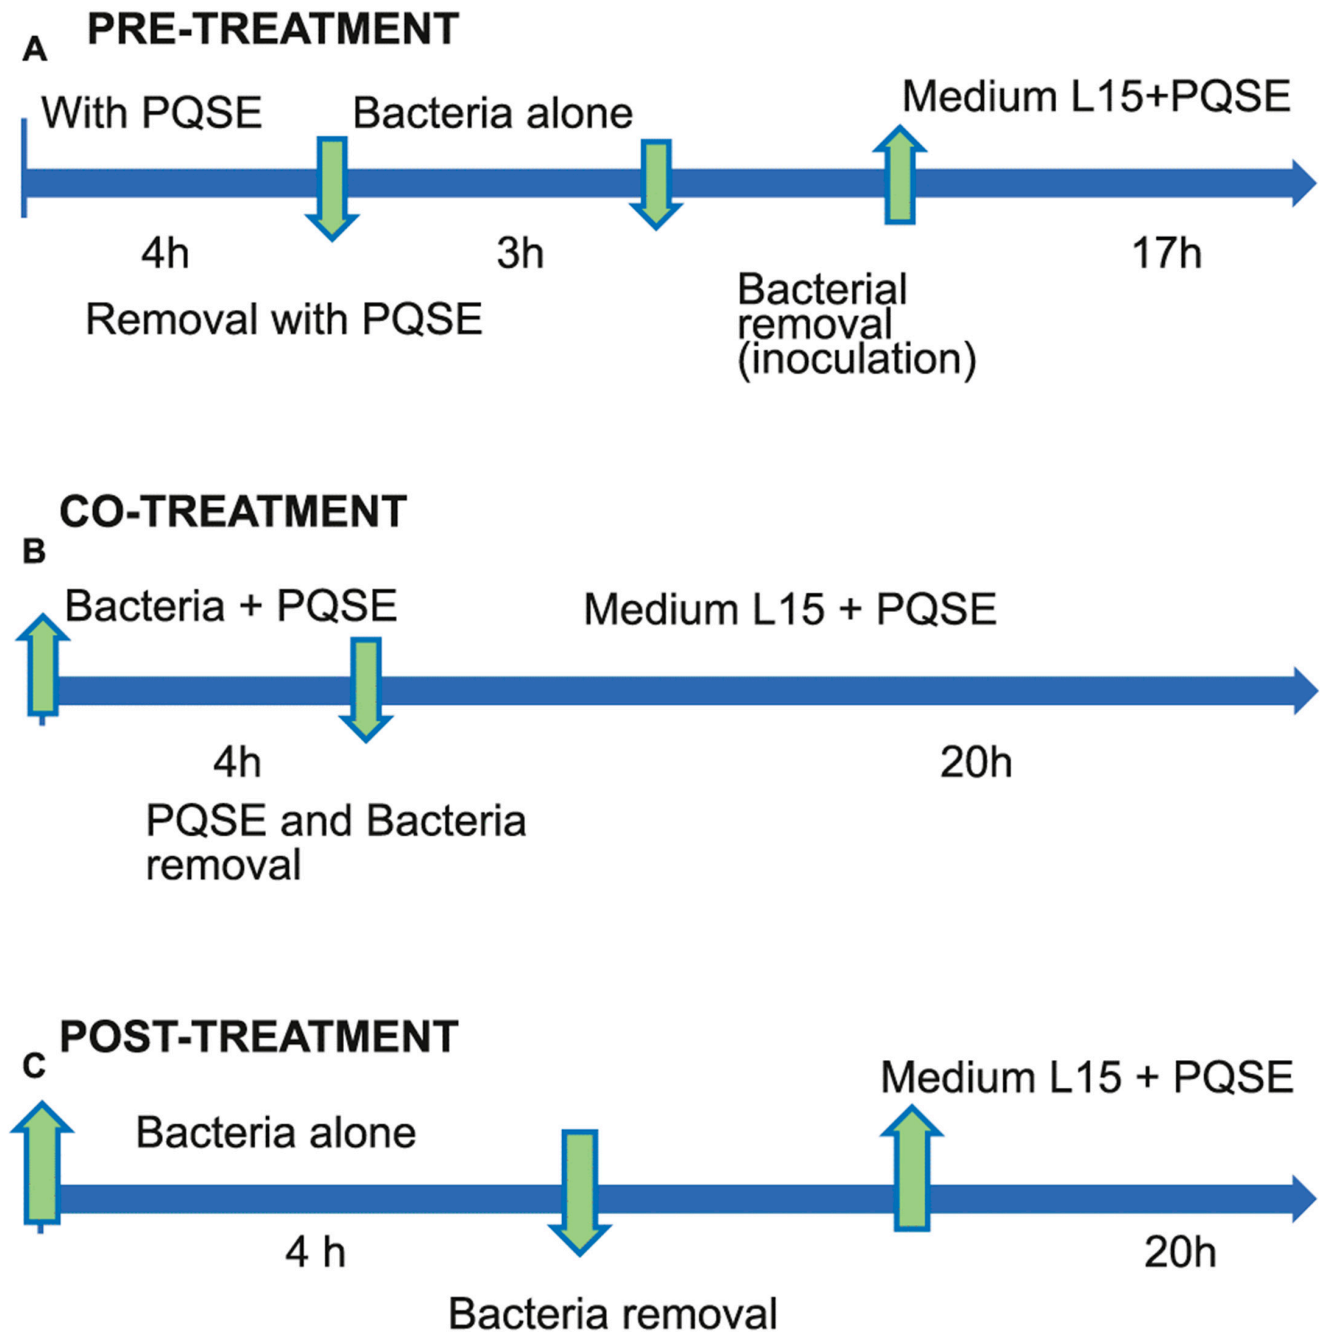 A PRE-TREATMENT
With PQSE
Bacteria alone
Medium L15+PQSE
4h
3h
17h
Removal with PQSE
Bacterial
removal
(inoculation)
CO-TREATMENT
B
Bacteria + PQSE
Medium L15 + PQSE
4h
20h
PQSE and Bacteria
removal
POST-TREATMENT
C
Medium L15 + PQSE
Bacteria alone
4 h
20h
Bacteria removal